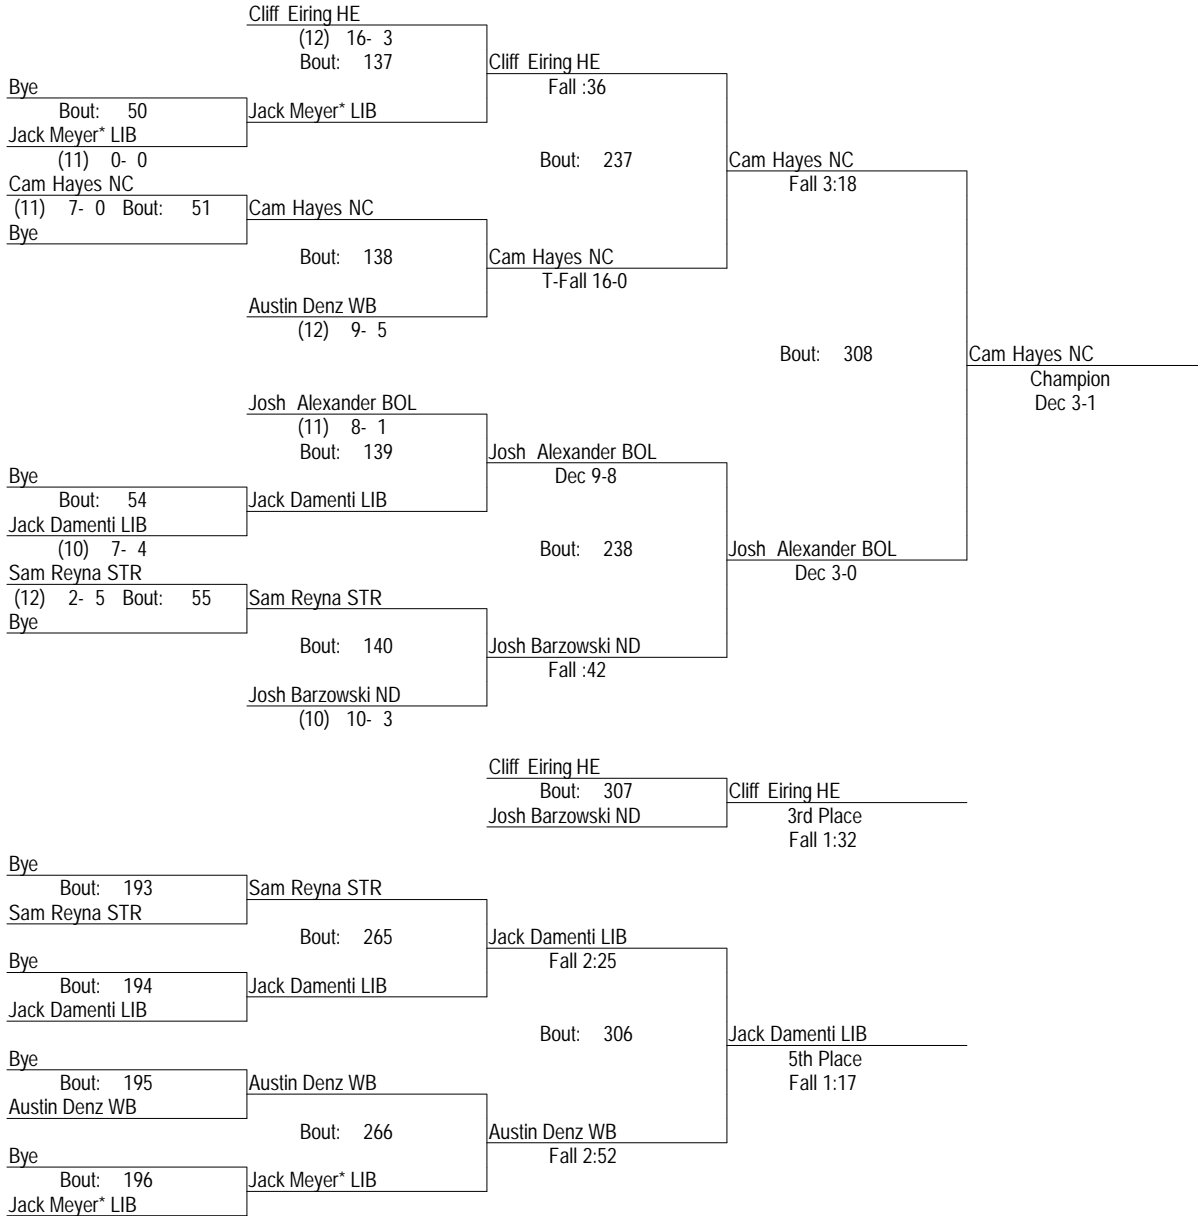 Cliff Eiring HE
(12) 16- 3
Bout: 137
Cliff Eiring HE
Fall :36
Bye
Bout: 50
Jack Meyer* LIB
Jack Meyer* LIB
(11) 0- 0
Bout: 237
Cam Hayes NC
Fall 3:18
Cam Hayes NC
(11) 7- 0 Bout: 51
Cam Hayes NC
Bye
Bout: 138
Cam Hayes NC
T-Fall 16-0
Austin Denz WB
(12) 9- 5
Bout: 308
Cam Hayes NC
Champion
Dec 3-1
Josh Alexander BOL
(11) 8- 1
Bout: 139
Josh Alexander BOL
Dec 9-8
Bye
Bout: 54
Jack Damenti LIB
Jack Damenti LIB
(10) 7- 4
Bout: 238
Josh Alexander BOL
Dec 3-0
Sam Reyna STR
(12) 2- 5 Bout: 55
Sam Reyna STR
Bye
Bout: 140
Josh Barzowski ND
Fall :42
Josh Barzowski ND
(10) 10- 3
Cliff Eiring HE
Bout: 307
Cliff Eiring HE
Josh Barzowski ND
3rd Place
Fall 1:32
Bye
Bout: 193
Sam Reyna STR
Sam Reyna STR
Bout: 265
Jack Damenti LIB
Fall 2:25
Bye
Bout: 194
Jack Damenti LIB
Jack Damenti LIB
Bout: 306
Jack Damenti LIB
5th Place
Fall 1:17
Bye
Bout: 195
Austin Denz WB
Austin Denz WB
Bout: 266
Austin Denz WB
Fall 2:52
Bye
Bout: 196
Jack Meyer* LIB
Jack Meyer* LIB